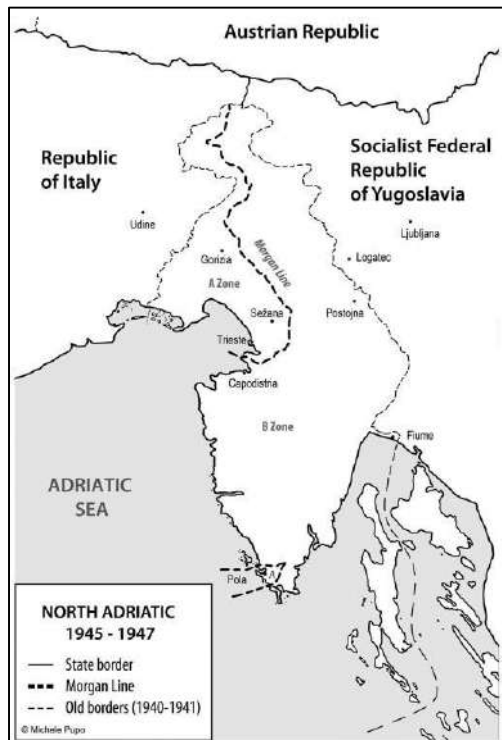 Austrian Republic
Republic
of Italy
Socialist Federal
Republic
of Yugoslavia
Udine
Ljubljana
Gorizia
Morgan Line
Logatec
A Zone
Postojna
Sežana
Trieste
Capodistria
B Zone
Fiume
ADRIATIC
SEA
Pola
A
NORTH ADRIATIC
1945 - 1947
State border
Morgan Line
Old borders (1940-1941)
© Michele Pupo